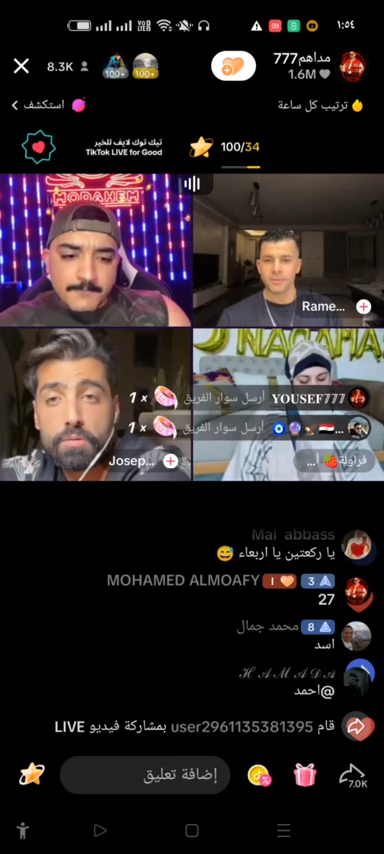 ١:٥٤
مداهم777
1.6M
8.3K
100+
100+
ترتيب كل ساعة
استكشف
100/34
تيك توك لايف للخير
TikTok LIVE for Good
MODAHEM
Rame...
YOUSEF777 أرسل سوار الفريق × 1
... أرسل سوار الفريق × 1
Josep...
فراولة🍓 أ...
Mai abbass
يا ركعتين يا اربعاء 😅
MOHAMED ALMOAFY I 3
27
محمد جمال 8
اسد
H A M A D A
@احمد
قام user2961135381395 بمشاركة فيديو LIVE
إضافة تعليق
7.0K